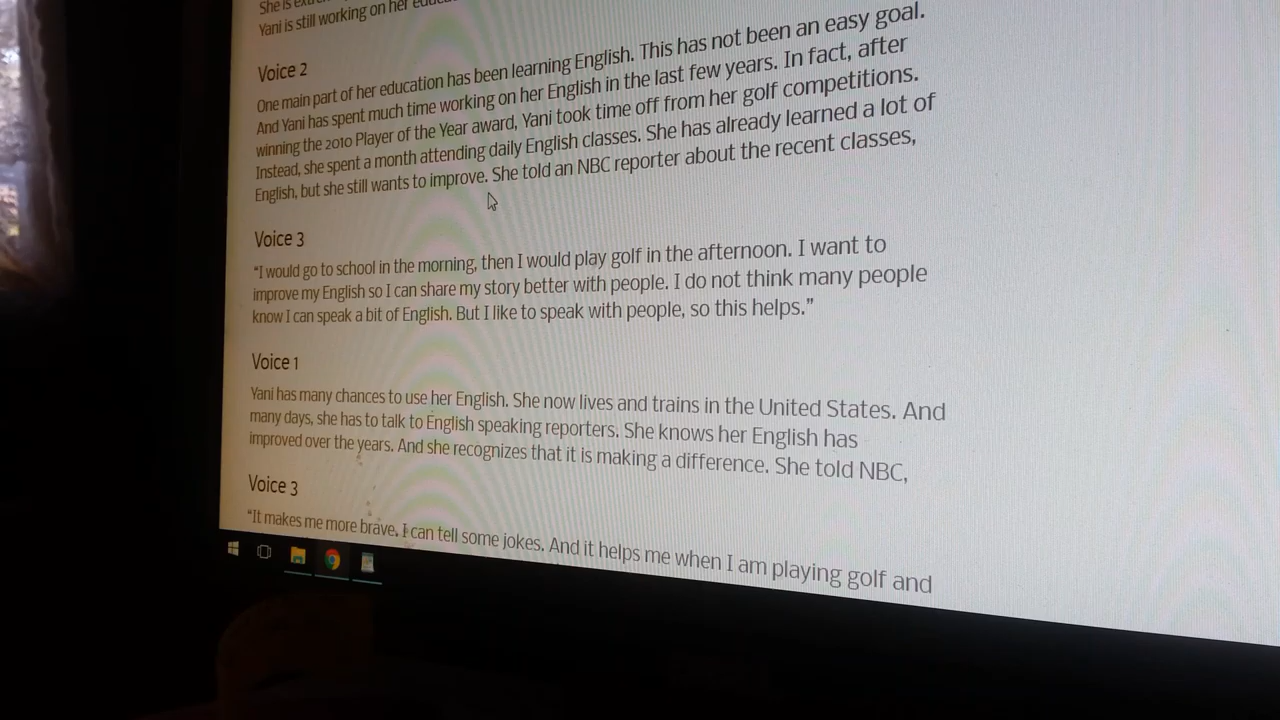 She is
Yani is still working on her
Voice 2
One main part of her education has been learning English. This has not been an easy goal.
And Yani has spent much time working on her English in the last few years. In fact, after
winning the 2010 Player of the Year award, Yani took time off from her golf competitions.
Instead, she spent a month attending daily English classes. She has already learned a lot of
English, but she still wants to improve. She told an NBC reporter about the recent classes,
Voice 3
“I would go to school in the morning, then I would play golf in the afternoon. I want to
improve my English so I can share my story better with people. I do not think many people
know I can speak a bit of English. But I like to speak with people, so this helps.”
Voice 1
Yani has many chances to use her English. She now lives and trains in the United States. And
many days, she has to talk to English speaking reporters. She knows her English has
improved over the years. And she recognizes that it is making a difference. She told NBC,
Voice 3
“It makes me more brave. I can tell some jokes. And it helps me when I am playing golf and